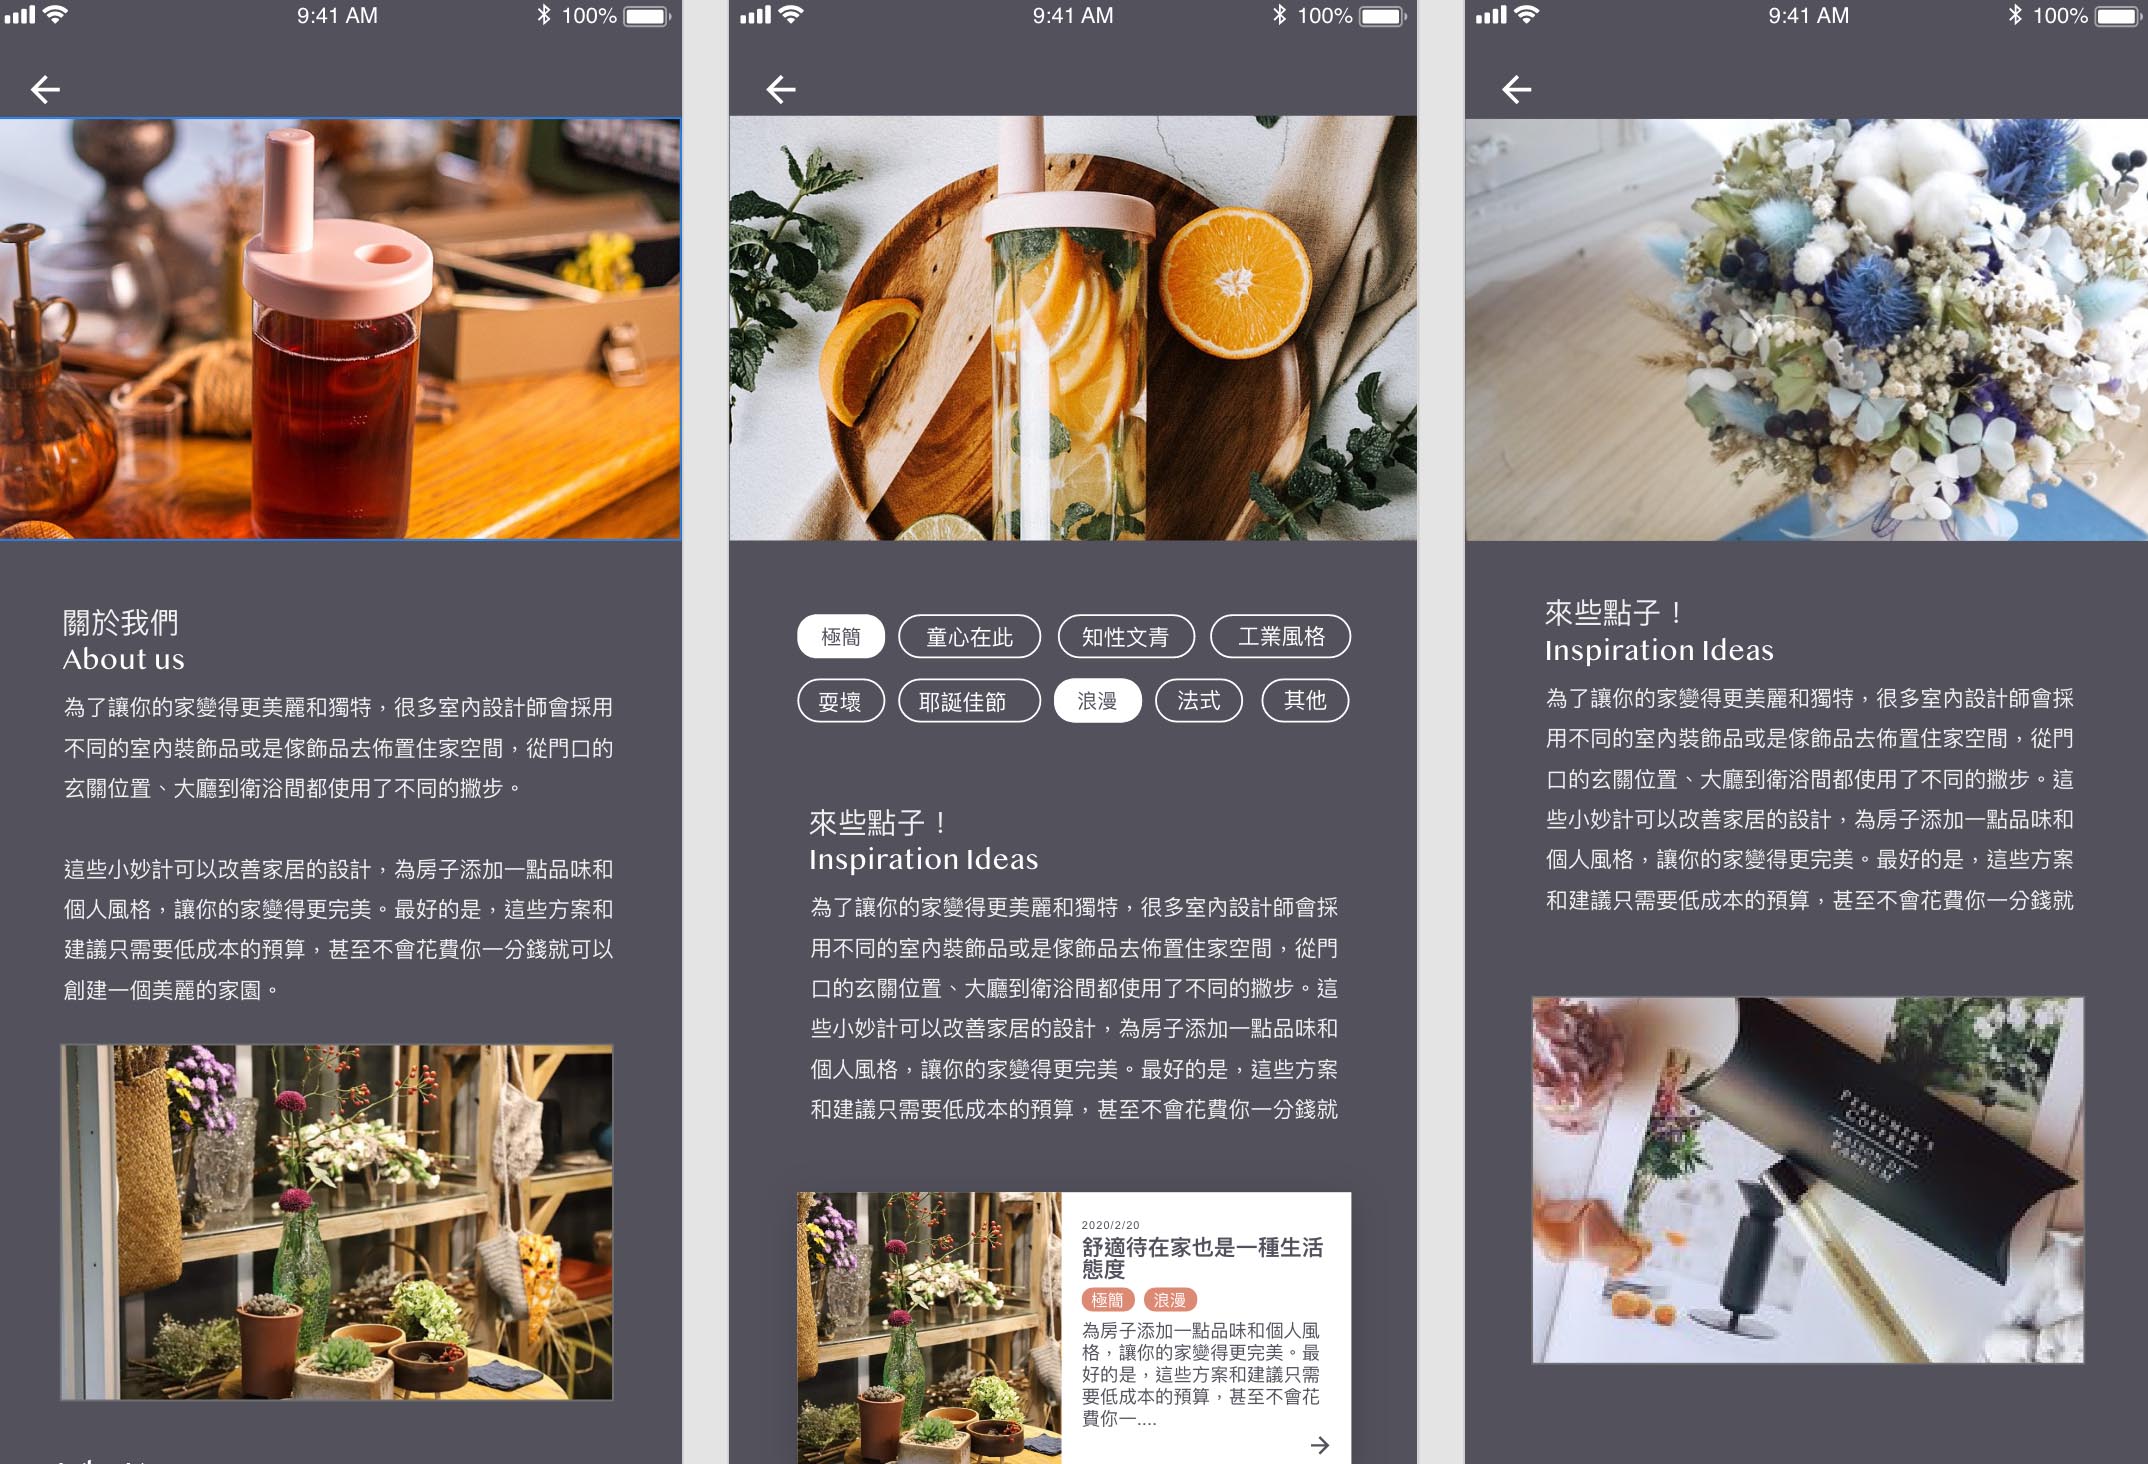 9:41 AM
100%
關於我們
About us
為了讓你的家變得更美麗和獨特，很多室內設計師會採用
不同的室內裝飾品或是傢飾品去佈置住家空間，從門口的
玄關位置、大廳到衛浴間都使用了不同的撇步。
這些小妙計可以改善家居的設計，為房子添加一點品味和
個人風格，讓你的家變得更完美。最好的是，這些方案和
建議只需要低成本的預算，甚至不會花費你一分錢就可以
創建一個美麗的家園。
9:41 AM
100%
極簡
童心在此
知性文青
工業風格
耍壞
耶誕佳節
浪漫
法式
其他
來些點子！
Inspiration Ideas
為了讓你的家變得更美麗和獨特，很多室內設計師會採
用不同的室內裝飾品或是傢飾品去佈置住家空間，從門
口的玄關位置、大廳到衛浴間都使用了不同的撇步。這
些小妙計可以改善家居的設計，為房子添加一點品味和
個人風格，讓你的家變得更完美。最好的是，這些方案
和建議只需要低成本的預算，甚至不會花費你一分錢就
2020/2/20
舒適待在家也是一種生活
態度
極簡
浪漫
為房子添加一點品味和個人風
格，讓你的家變得更完美。最
好的是，這些方案和建議只需
要低成本的預算，甚至不會花
費你一....
9:41 AM
100%
來些點子！
Inspiration Ideas
為了讓你的家變得更美麗和獨特，很多室內設計師會採
用不同的室內裝飾品或是傢飾品去佈置住家空間，從門
口的玄關位置、大廳到衛浴間都使用了不同的撇步。這
些小妙計可以改善家居的設計，為房子添加一點品味和
個人風格，讓你的家變得更完美。最好的是，這些方案
和建議只需要低成本的預算，甚至不會花費你一分錢就